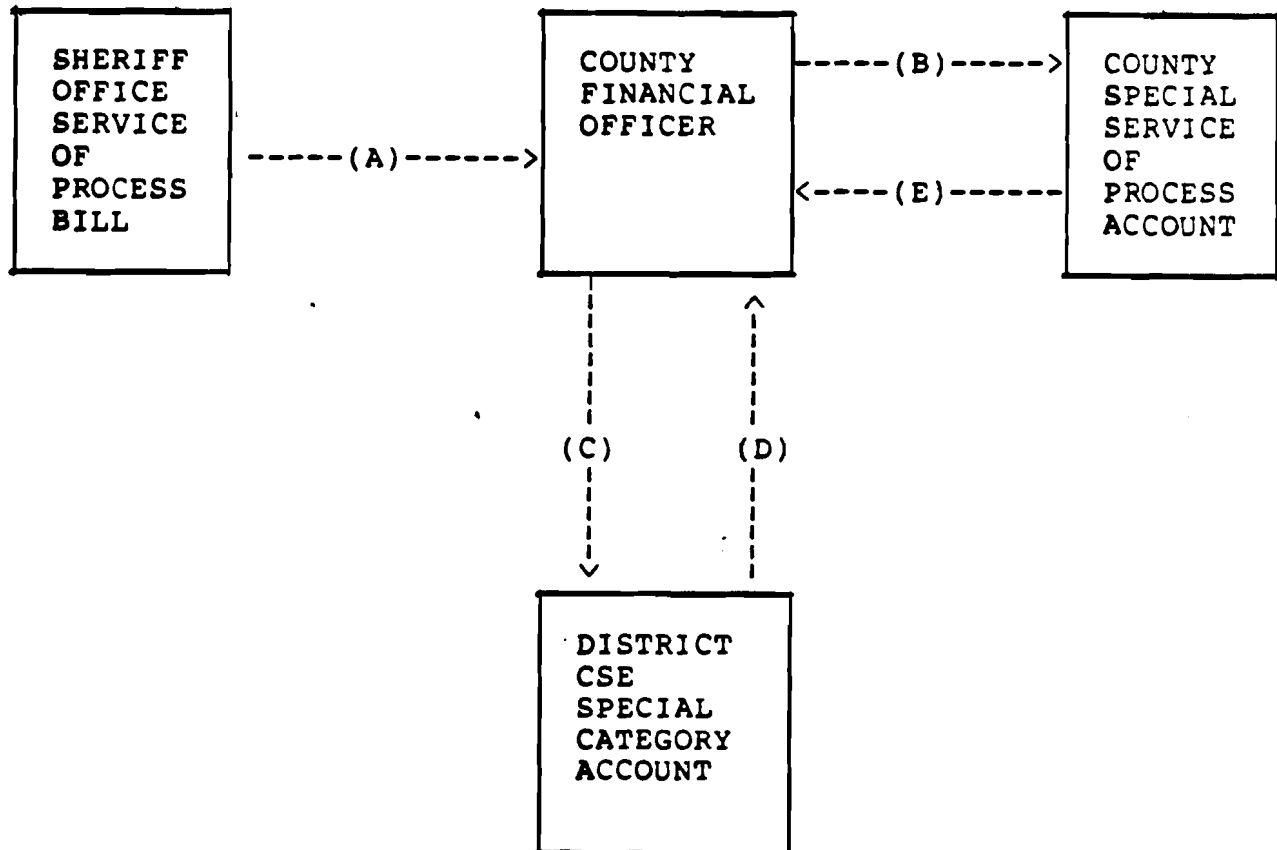 SHERIFF
OFFICE
SERVICE
OF
PROCESS
BILL
-----(A)------>
COUNTY
FINANCIAL
OFFICER
-----(B)----->
<----(E)------
COUNTY
SPECIAL
SERVICE
OF
PROCESS
ACCOUNT
(C)
(D)
DISTRICT
CSE
SPECIAL
CATEGORY
ACCOUNT